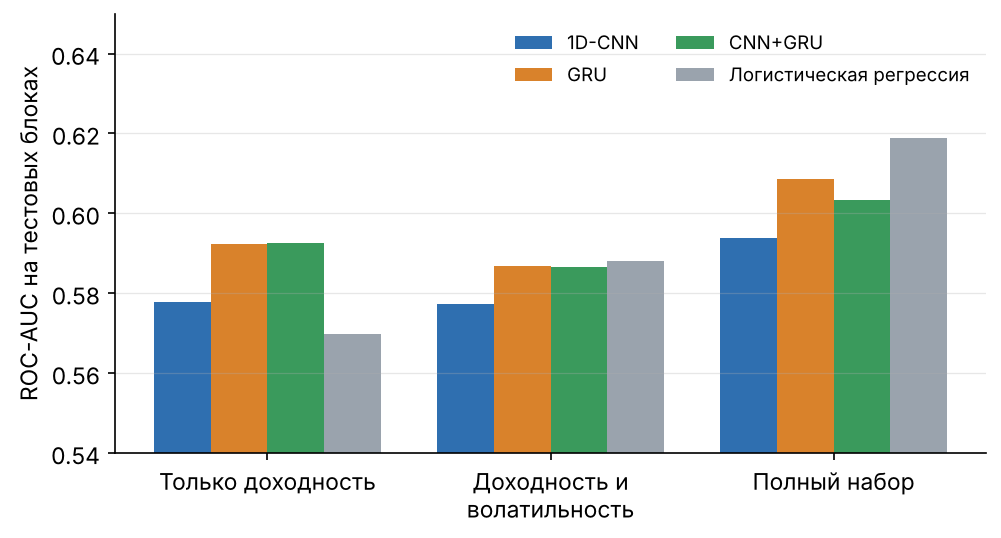 ROC-AUC на тестовых блоках
0.64
0.62
0.60
0.58
0.56
0.54
1D-CNN
GRU
CNN+GRU
Логистическая регрессия
Только доходность
Доходность и
волатильность
Полный набор